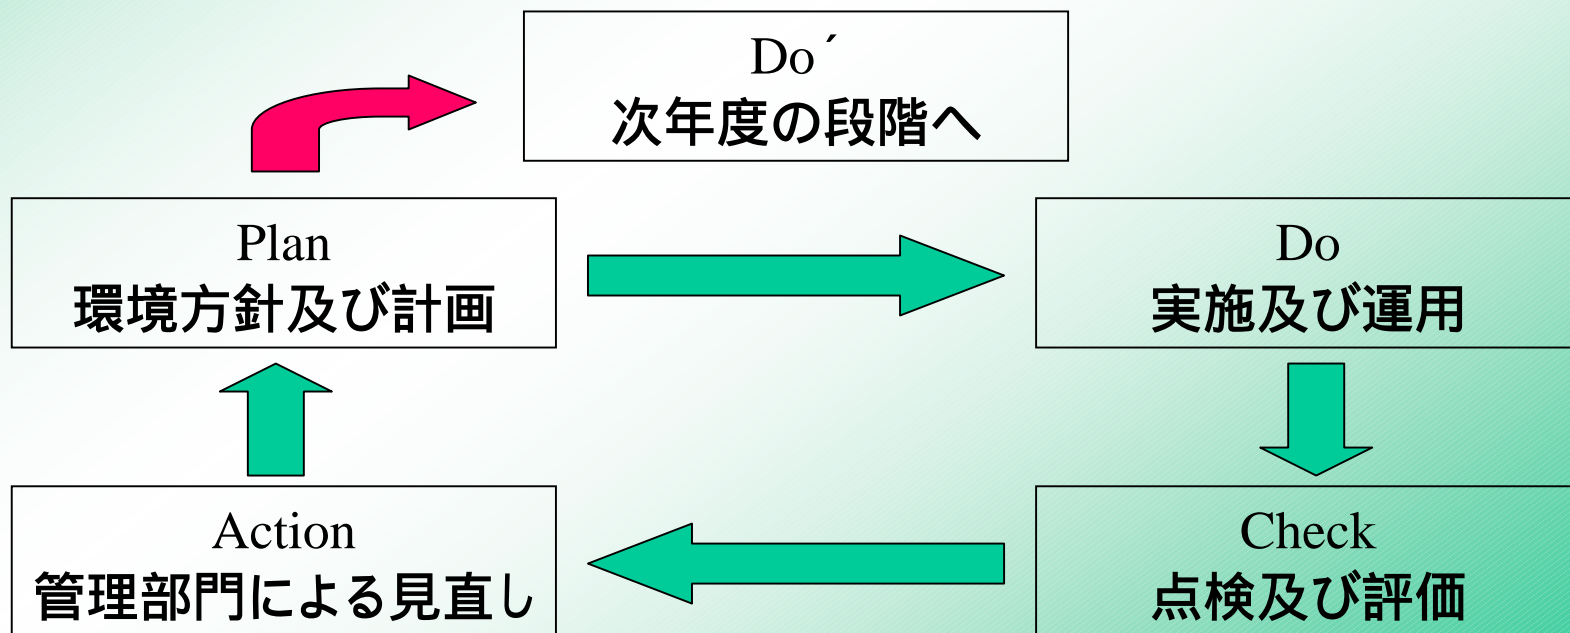 Do´
次年度の段階へ
Plan
環境方針及び計画
Do
実施及び運用
Action
管理部門による見直し
Check
点検及び評価